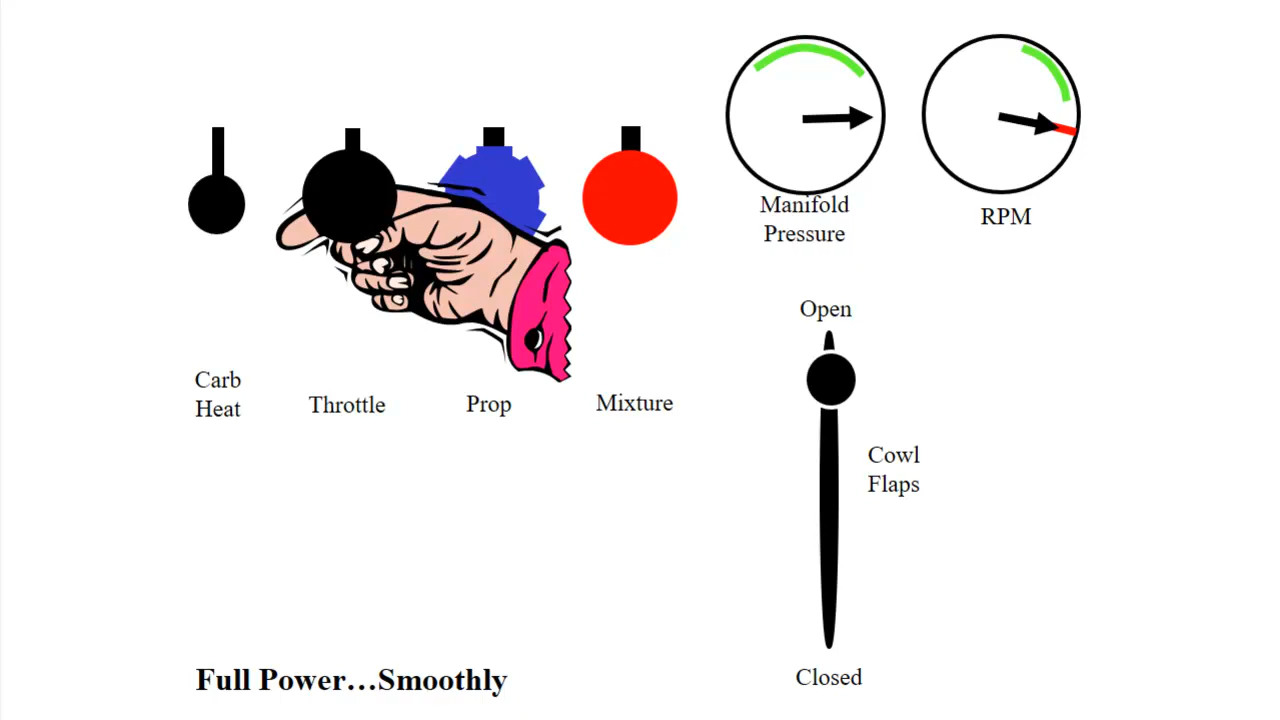 Manifold
Pressure
RPM
Open
Carb
Heat
Throttle
Prop
Mixture
Cowl
Flaps
Full Power…Smoothly
Closed